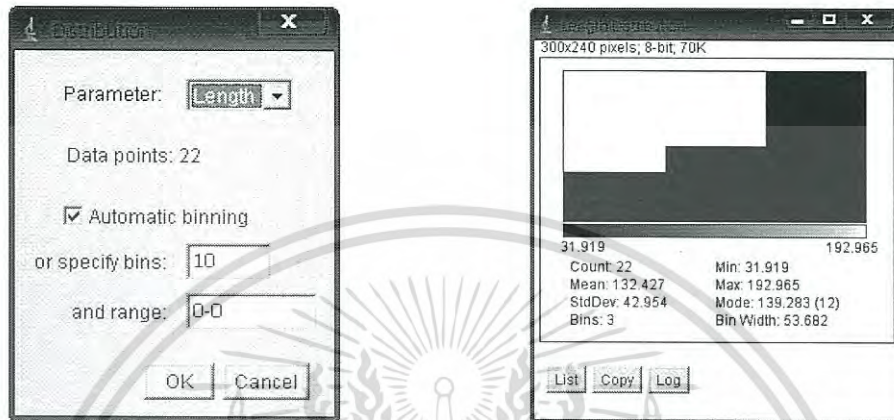 Distribution
Parameter: Length
Data points: 22
Automatic binning
or specify bins: 10
and range: 0-0
OK Cancel
Length Distribution
300x240 pixels; 8-bit; 70K
31.919 192.965
Count: 22 Min: 31.919
Mean: 132.427 Max: 192.965
StdDev: 42.954 Mode: 139.283 (12)
Bins: 3 Bin Width: 53.682
List Copy Log